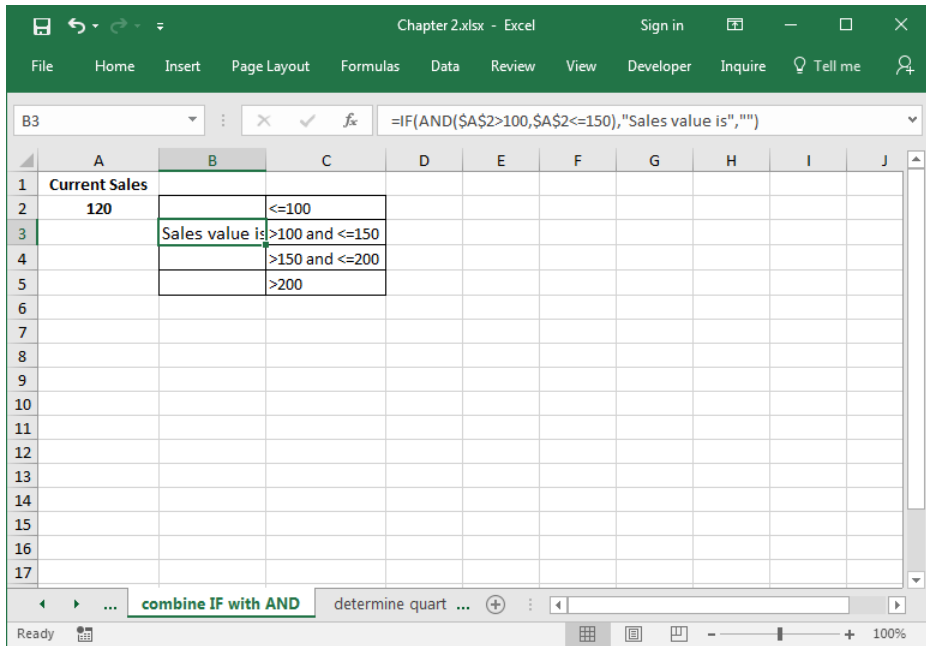 Chapter 2.xlsx - Excel Sign in
File Home Insert Page Layout Formulas Data Review View Developer Inquire Tell me
B3 fx =IF(AND($A$2>100,$A$2<=150),"Sales value is","")
A B C D E F G H I J
1 Current Sales
2 120 <=100
3 Sales value is >100 and <=150
4 >150 and <=200
5 >200
6
7
8
9
10
11
12
13
14
15
16
17
... combine IF with AND determine quart ...
Ready 100%